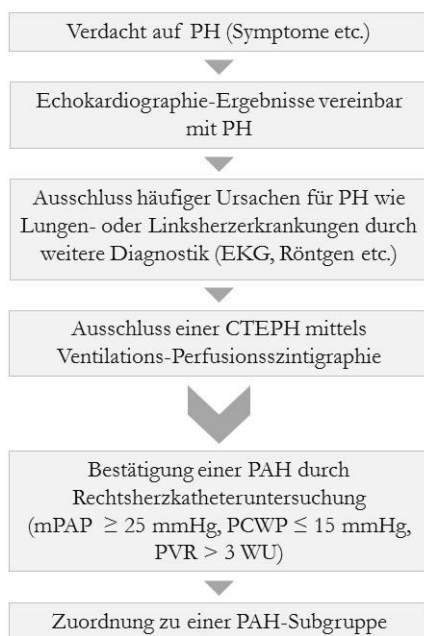 Verdacht auf PH (Symptome etc.)
Echokardiographie-Ergebnisse vereinbar
mit PH
Ausschluss häufiger Ursachen für PH wie
Lungen- oder Linksherzerkrankungen durch
weitere Diagnostik (EKG, Röntgen etc.)
Ausschluss einer CTEPH mittels
Ventilations-Perfusionsszintigraphie
Bestätigung einer PAH durch
Rechtsherzkatheteruntersuchung
(mPAP ≥ 25 mmHg, PCWP ≤ 15 mmHg,
PVR > 3 WU)
Zuordnung zu einer PAH-Subgruppe